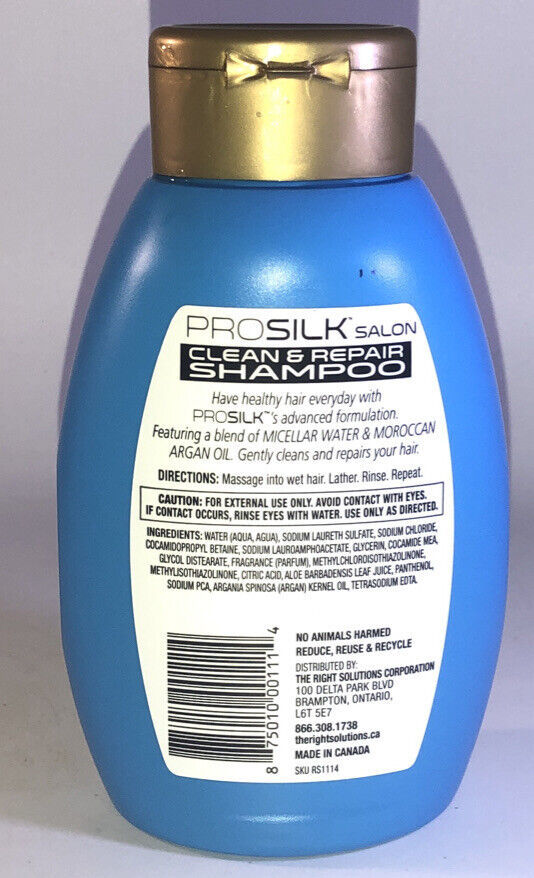 PROSILK™ SALON
CLEAN & REPAIR
SHAMPOO
Have healthy hair everyday with
PROSILK™'s advanced formulation.
Featuring a blend of MICELLAR WATER & MOROCCAN
ARGAN OIL. Gently cleans and repairs your hair.
DIRECTIONS: Massage into wet hair. Lather. Rinse. Repeat.
CAUTION: FOR EXTERNAL USE ONLY. AVOID CONTACT WITH EYES.
IF CONTACT OCCURS, RINSE EYES WITH WATER. USE ONLY AS DIRECTED.
INGREDIENTS: WATER (AQUA, AGUA), SODIUM LAURETH SULFATE, SODIUM CHLORIDE,
COCAMIDOPROPYL BETAINE, SODIUM LAUROAMPHOACETATE, GLYCERIN, COCAMIDE MEA,
GLYCOL DISTEARATE, FRAGRANCE (PARFUM), METHYLCHLOROISOTHIAZOLINONE,
METHYLISOTHIAZOLINONE, CITRIC ACID, ALOE BARBADENSIS LEAF JUICE, PANTHENOL,
SODIUM PCA, ARGANIA SPINOSA (ARGAN) KERNEL OIL, TETRASODIUM EDTA.
8 75010 00111 4
NO ANIMALS HARMED
REDUCE, REUSE & RECYCLE
DISTRIBUTED BY:
THE RIGHT SOLUTIONS CORPORATION
100 DELTA PARK BLVD
BRAMPTON, ONTARIO,
L6T 5E7
866.308.1738
therightsolutions.ca
MADE IN CANADA
SKU RS1114